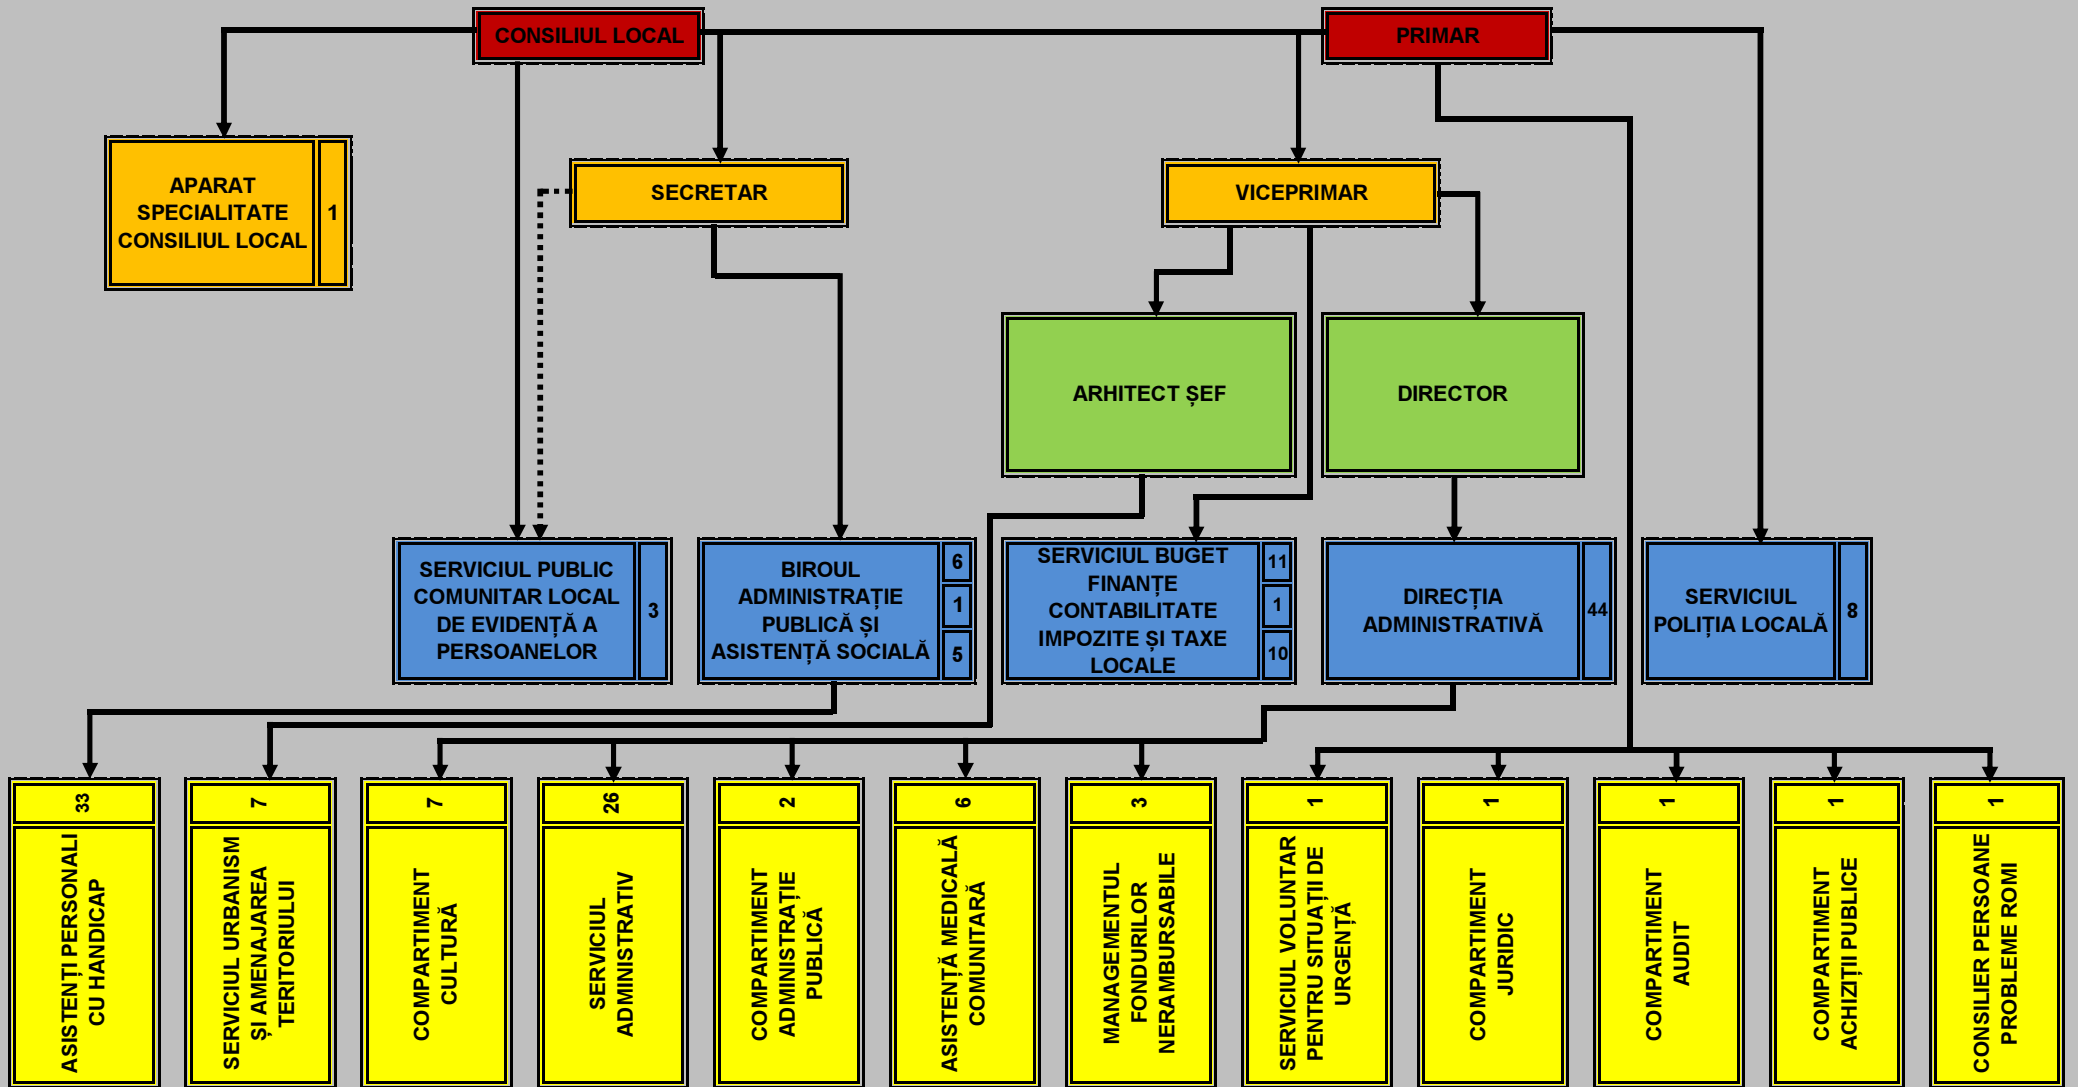 CONSILIUL LOCAL
PRIMAR
APARAT
SPECIALITATE
CONSILIUL LOCAL
1
SECRETAR
VICEPRIMAR
ARHITECT ȘEF
DIRECTOR
SERVICIUL PUBLIC
COMUNITAR LOCAL
DE EVIDENȚĂ A
PERSOANELOR
3
BIROUL
ADMINISTRAȚIE
PUBLICĂ ȘI
ASISTENȚĂ SOCIALĂ
6
1
5
SERVICIUL BUGET
FINANȚE
CONTABILITATE
IMPOZITE ȘI TAXE
LOCALE
11
1
10
DIRECȚIA
ADMINISTRATIVĂ
44
SERVICIUL
POLIȚIA LOCALĂ
8
33
ASISTENȚI PERSONALI
CU HANDICAP
7
SERVICIUL URBANISM
ȘI AMENAJAREA
TERITORIULUI
7
COMPARTIMENT
CULTURĂ
26
SERVICIUL
ADMINISTRATIV
2
COMPARTIMENT
ADMINISTRAȚIE
PUBLICĂ
6
ASISTENȚĂ MEDICALĂ
COMUNITARĂ
3
MANAGEMENTUL
FONDURILOR
NERAMBURSABILE
1
SERVICIUL VOLUNTAR
PENTRU SITUAȚII DE
URGENȚĂ
1
COMPARTIMENT
JURIDIC
1
COMPARTIMENT
AUDIT
1
COMPARTIMENT
ACHIZIȚII PUBLICE
1
CONSILIER PERSOANE
PROBLEME ROMI